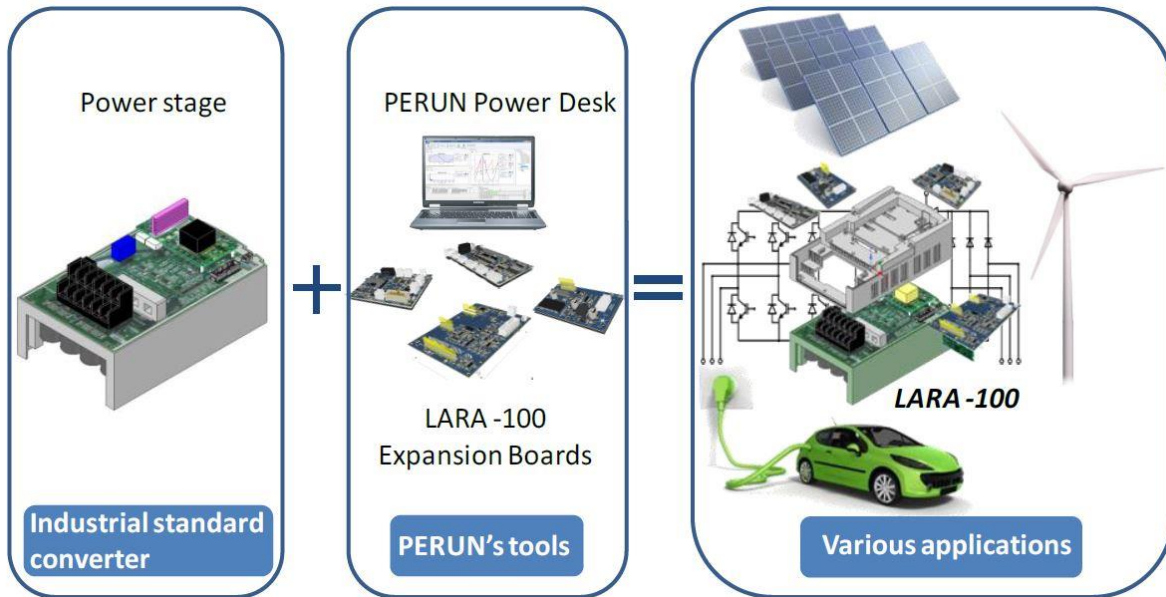 Power stage
Industrial standard
converter
+
PERUN Power Desk
LARA -100
Expansion Boards
PERUN's tools
=
LARA -100
Various applications